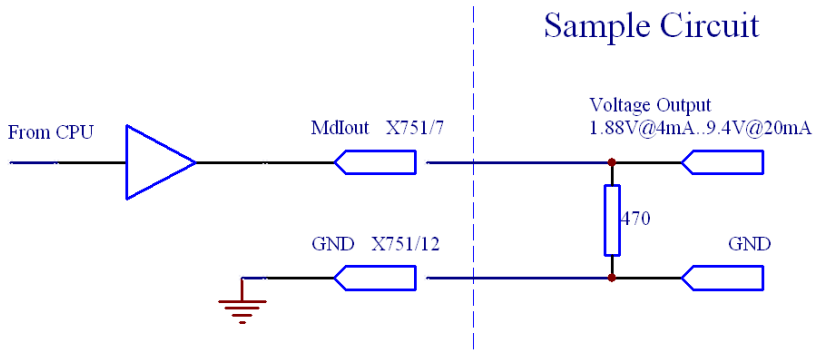 Sample Circuit
Voltage Output
1.88V@4mA..9.4V@20mA
From CPU
MdIout X751/7
470
GND X751/12
GND